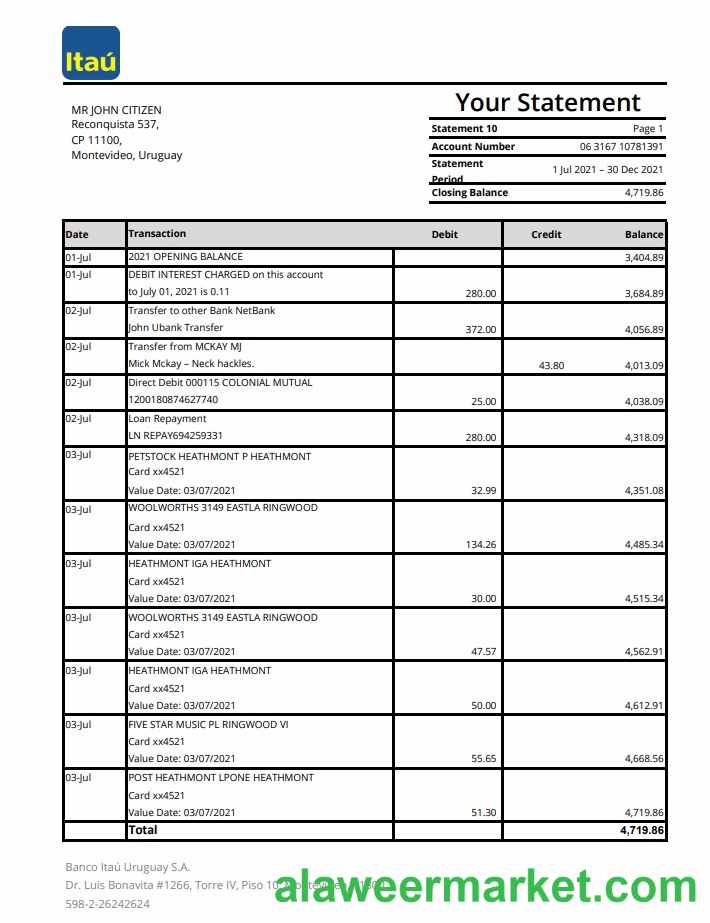 Itaú
MR JOHN CITIZEN
Reconquista 537,
CP 11100,
Montevideo, Uruguay
Your Statement
Statement 10 Page 1
Account Number 06 3167 10781391
Statement Period 1 Jul 2021 – 30 Dec 2021
Closing Balance 4,719.86
Date Transaction Debit Credit Balance
01-Jul 2021 OPENING BALANCE 3,404.89
01-Jul DEBIT INTEREST CHARGED on this account
to July 01, 2021 is 0.11 280.00 3,684.89
02-Jul Transfer to other Bank NetBank
John Ubank Transfer 372.00 4,056.89
02-Jul Transfer from MCKAY MJ
Mick Mckay – Neck hackles. 43.80 4,013.09
02-Jul Direct Debit 000115 COLONIAL MUTUAL
1200180874627740 25.00 4,038.09
02-Jul Loan Repayment
LN REPAY694259331 280.00 4,318.09
03-Jul PETSTOCK HEATHMONT P HEATHMONT
Card xx4521
Value Date: 03/07/2021 32.99 4,351.08
03-Jul WOOLWORTHS 3149 EASTLA RINGWOOD
Card xx4521
Value Date: 03/07/2021 134.26 4,485.34
03-Jul HEATHMONT IGA HEATHMONT
Card xx4521
Value Date: 03/07/2021 30.00 4,515.34
03-Jul WOOLWORTHS 3149 EASTLA RINGWOOD
Card xx4521
Value Date: 03/07/2021 47.57 4,562.91
03-Jul HEATHMONT IGA HEATHMONT
Card xx4521
Value Date: 03/07/2021 50.00 4,612.91
03-Jul FIVE STAR MUSIC PL RINGWOOD VI
Card xx4521
Value Date: 03/07/2021 55.65 4,668.56
03-Jul POST HEATHMONT LPONE HEATHMONT
Card xx4521
Value Date: 03/07/2021 51.30 4,719.86
Total 4,719.86
Banco Itaú Uruguay S.A.
Dr. Luis Bonavita #1266, Torre IV, Piso 10,
598-2-26242624
alaweermarket.com